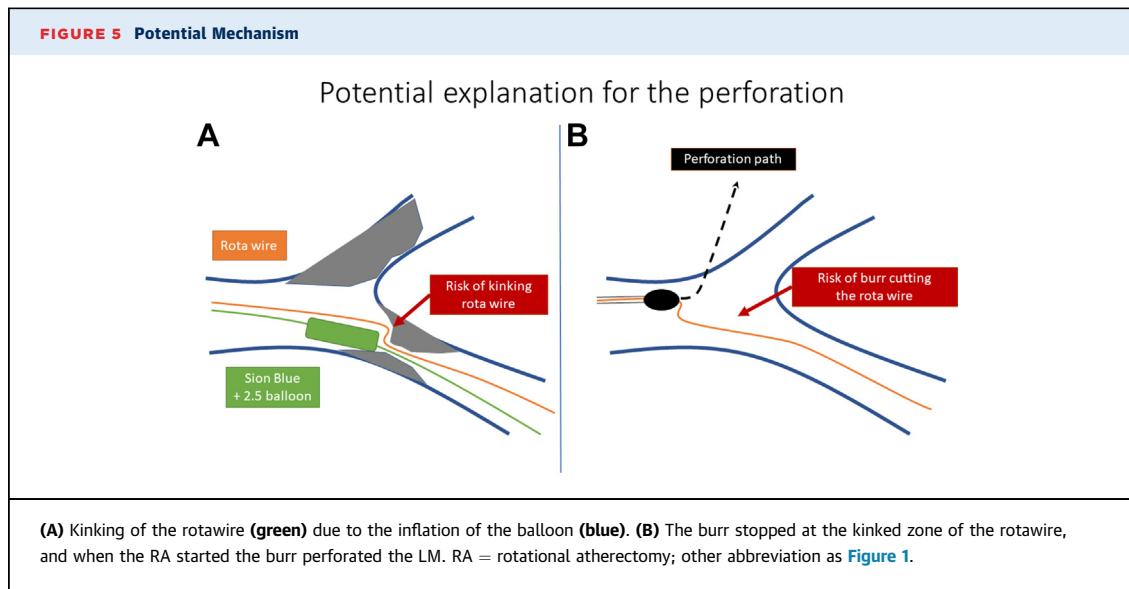 FIGURE 5 Potential Mechanism
Potential explanation for the perforation
A
B
Perforation path
Rota wire
Risk of kinking
rota wire
Risk of burr cutting
the rota wire
Sion Blue
+ 2.5 balloon
(A) Kinking of the rotawire (green) due to the inflation of the balloon (blue). (B) The burr stopped at the kinked zone of the rotawire,
and when the RA started the burr perforated the LM. RA = rotational atherectomy; other abbreviation as Figure 1.